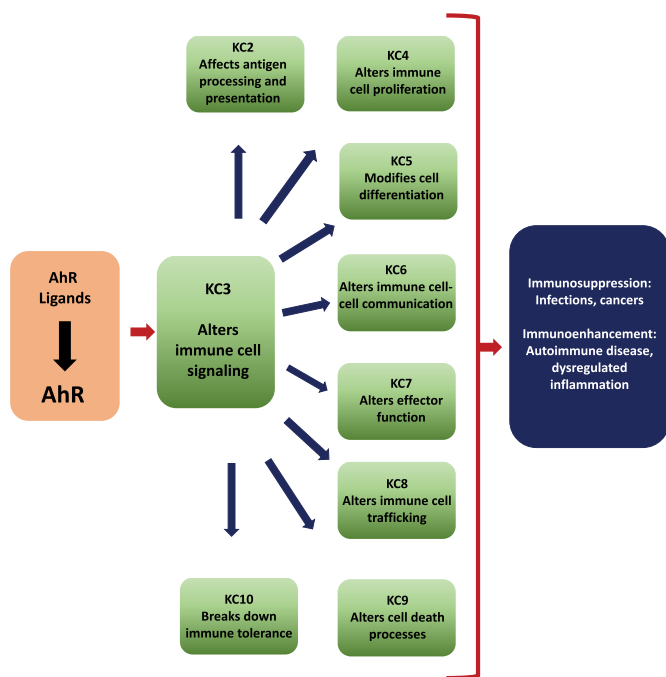 KC2
Affects antigen
processing and
presentation
KC4
Alters immune
cell proliferation
KC5
Modifies cell
differentiation
AhR
Ligands
AhR
KC3
Alters
immune cell
signaling
KC6
Alters immune cell-
cell communication
KC7
Alters effector
function
KC8
Alters immune cell
trafficking
KC10
Breaks down
immune tolerance
KC9
Alters cell death
processes
Immunosuppression:
Infections, cancers
Immunoenhancement:
Autoimmune disease,
dysregulated
inflammation